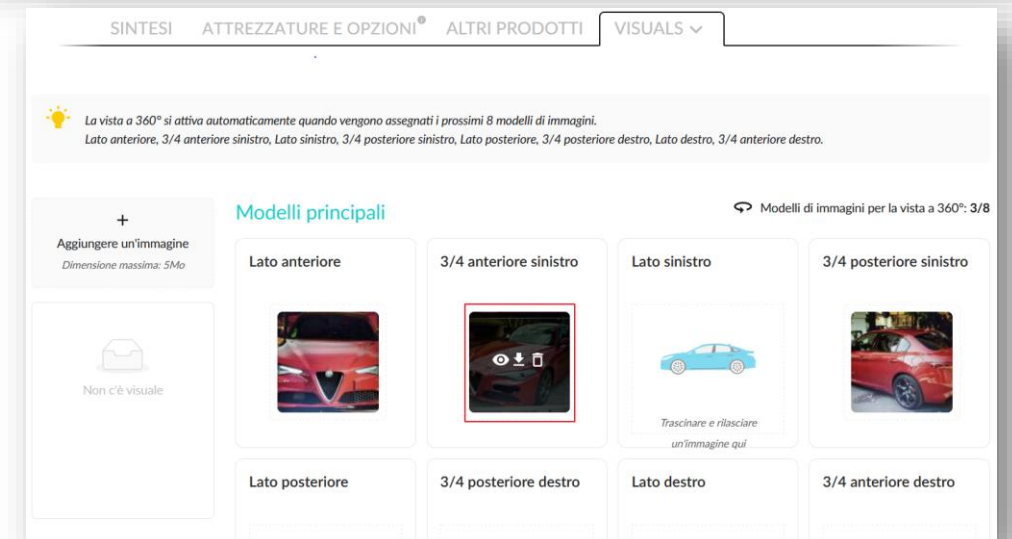 SINTESI ATTREZZATURE E OPZIONI ALTRI PRODOTTI VISUALS
La vista a 360° si attiva automaticamente quando vengono assegnati i prossimi 8 modelli di immagini.
Lato anteriore, 3/4 anteriore sinistro, Lato sinistro, 3/4 posteriore sinistro, Lato posteriore, 3/4 posteriore destro, Lato destro, 3/4 anteriore destro.
+
Aggiungere un'immagine
Dimensione massima: 5Mo
Non c'è visuale
Modelli principali
Modelli di immagini per la vista a 360°: 3/8
Lato anteriore
3/4 anteriore sinistro
Lato sinistro
Trascinare e rilasciare
un'immagine qui
3/4 posteriore sinistro
Lato posteriore
3/4 posteriore destro
Lato destro
3/4 anteriore destro